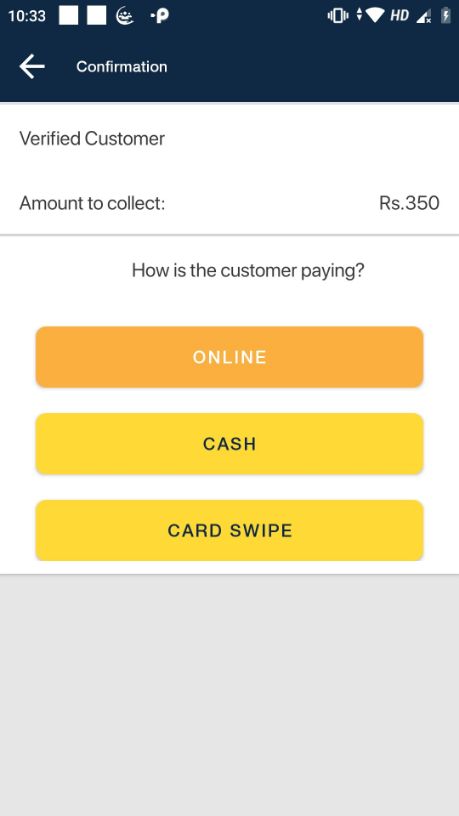 10:33
HD
Confirmation
Verified Customer
Amount to collect: Rs.350
How is the customer paying?
ONLINE
CASH
CARD SWIPE